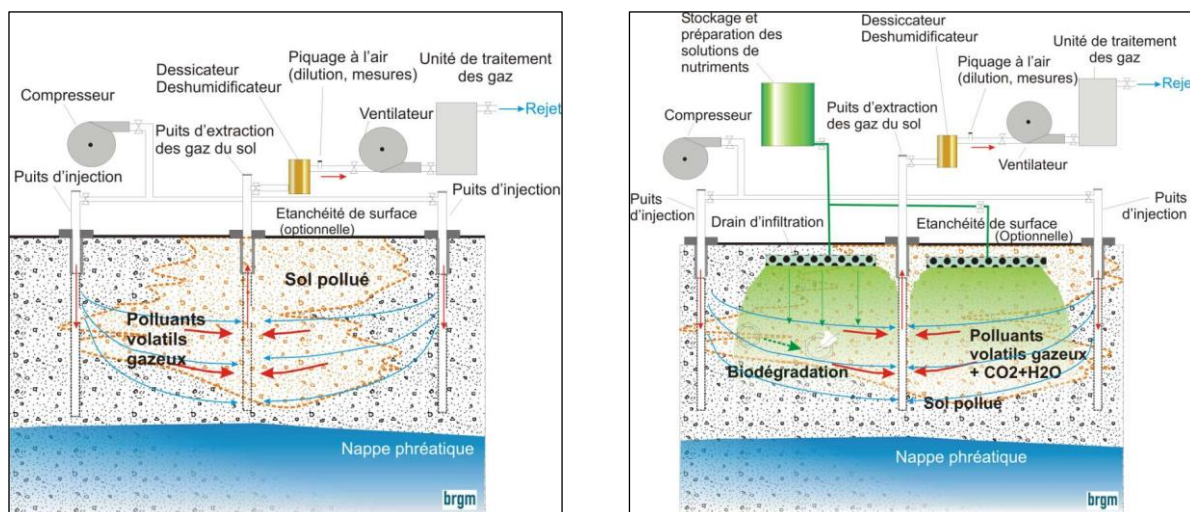 Compresseur
Dessicateur
Deshumidificateur
Piquage à l'air
(dilution, mesures)
Unité de traitement
des gaz
Rejet
Ventilateur
Puits d'extraction
des gaz du sol
Puits d'injection
Puits d'injection
Etanchéité de surface
(optionnelle)
Sol pollué
Polluants
volatils
gazeux
Nappe phréatique
brgm
Stockage et
préparation des
solutions de
nutriments
Dessiccateur
Deshumidificateur
Unité de traitement
des gaz
Piquage à l'air
(dilution, mesures)
Rejet
Compresseur
Puits d'extraction
des gaz du sol
Ventilateur
Puits
d'injection
Drain d'infiltration
Etanchéité de surface
(Optionnelle)
Puits
d'injection
Polluants
volatils gazeux
+ CO2+H2O
Biodégradation
Sol pollué
Nappe phréatique
brgm